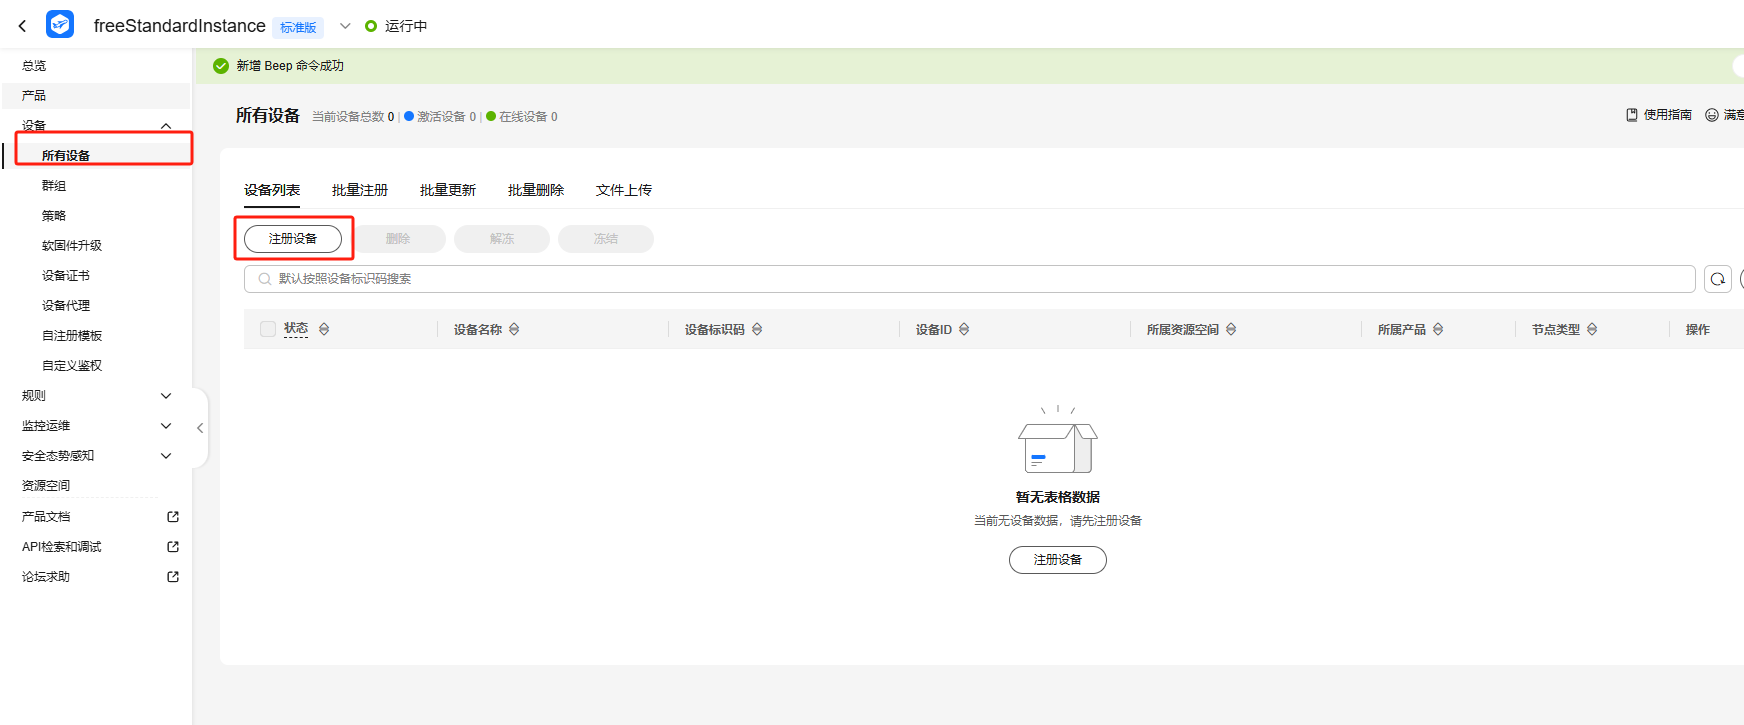 freeStandardInstance 标准版 运行中
总览
产品
设备
所有设备
群组
策略
软固件升级
设备证书
设备代理
自注册模板
自定义鉴权
规则
监控运维
安全态势感知
资源空间
产品文档
API检索和调试
论坛求助
新增 Beep 命令成功
所有设备 当前设备总数 0 | 激活设备 0 | 在线设备 0
使用指南 满意
设备列表 批量注册 批量更新 批量删除 文件上传
注册设备 删除 解冻 冻结
默认按照设备标识码搜索
状态 设备名称 设备标识码 设备ID 所属资源空间 所属产品 节点类型 操作
暂无表格数据
当前无设备数据，请先注册设备
注册设备